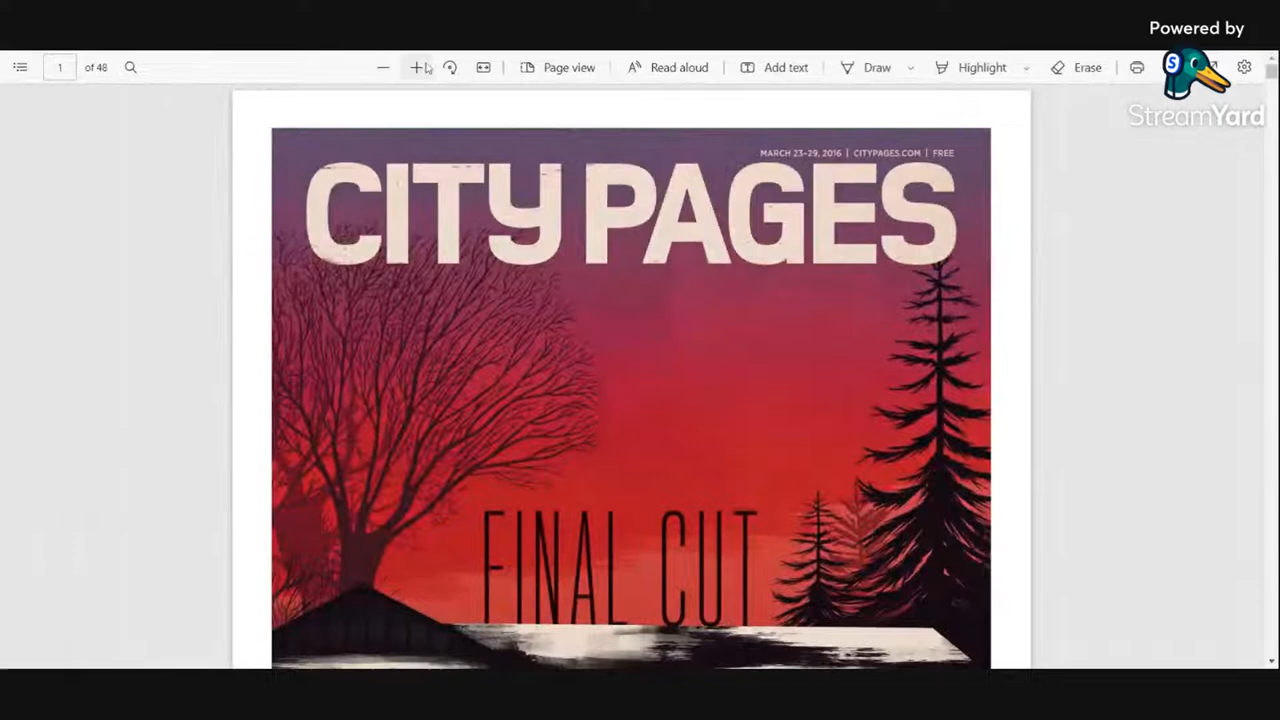 Powered by
1 of 48 Page view Read aloud Add text Draw Highlight Erase
S
StreamYard
MARCH 23-29, 2016 | CITYPAGES.COM | FREE
CITY PAGES
FINAL CUT